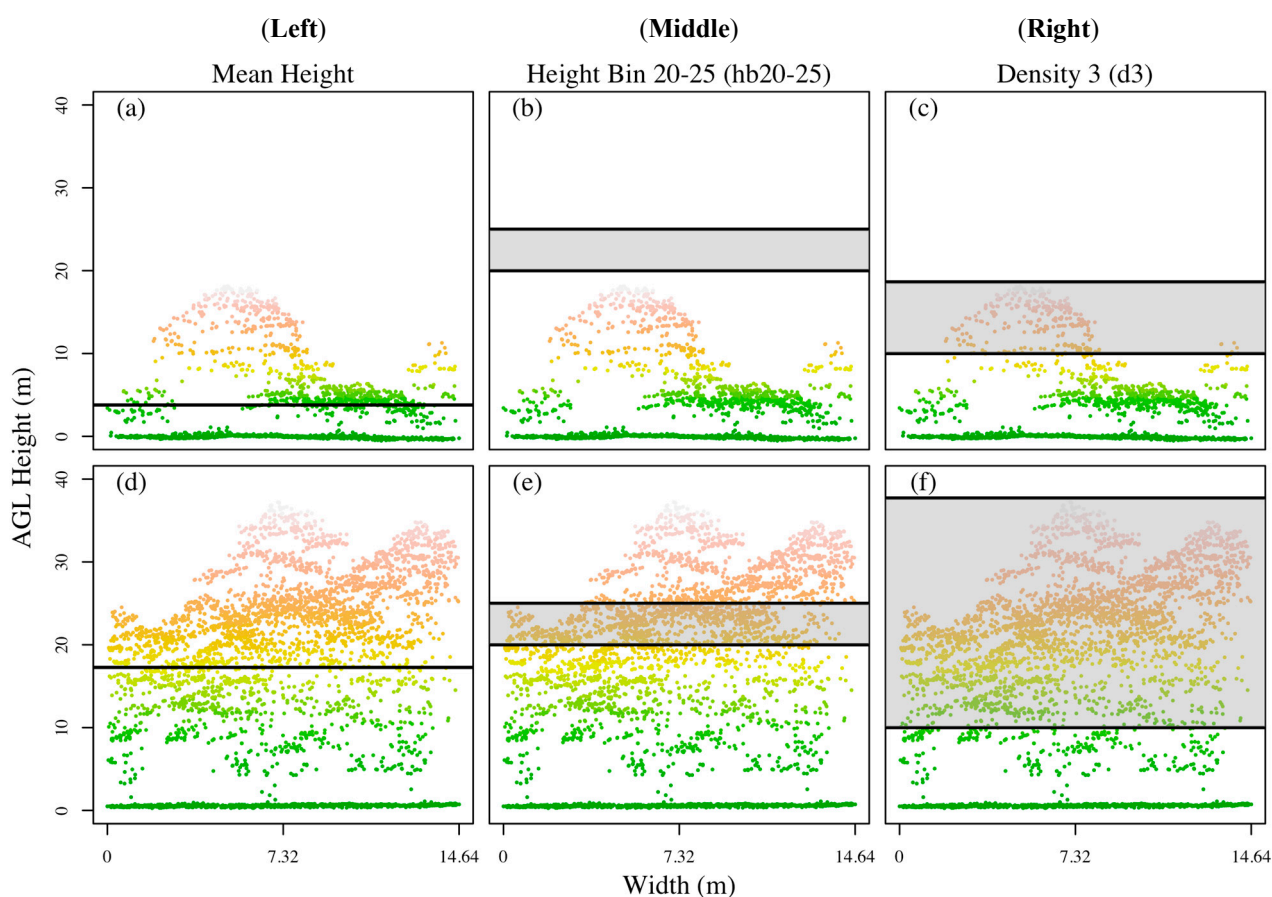 (Left) (Middle) (Right)
Mean Height Height Bin 20-25 (hb20-25) Density 3 (d3)
(a) (b) (c)
40
30
20
10
0
(d) (e) (f)
40
30
20
10
0
AGL Height (m)
0 7.32 14.64 0 7.32 14.64 0 7.32 14.64
Width (m)